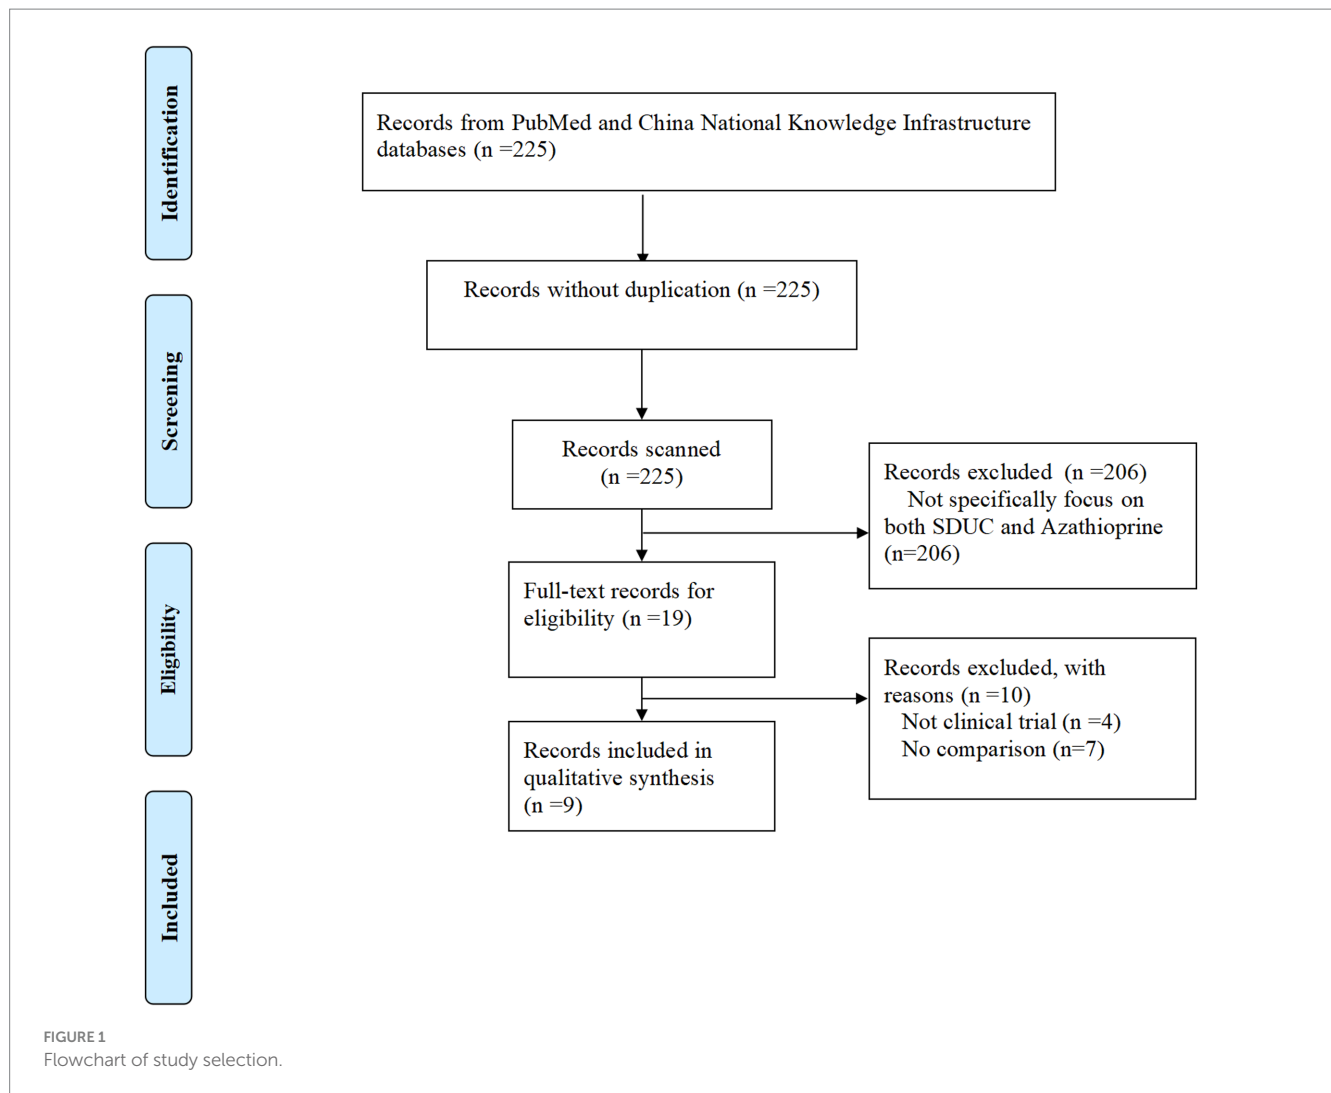 Identification
Records from PubMed and China National Knowledge Infrastructure
databases (n =225)
Records without duplication (n =225)
Screening
Records scanned
(n =225)
Records excluded (n =206)
Not specifically focus on
both SDUC and Azathioprine
(n=206)
Eligibility
Full-text records for
eligibility (n =19)
Records excluded, with
reasons (n =10)
Not clinical trial (n =4)
No comparison (n=7)
Records included in
qualitative synthesis
(n =9)
Included
FIGURE 1
Flowchart of study selection.